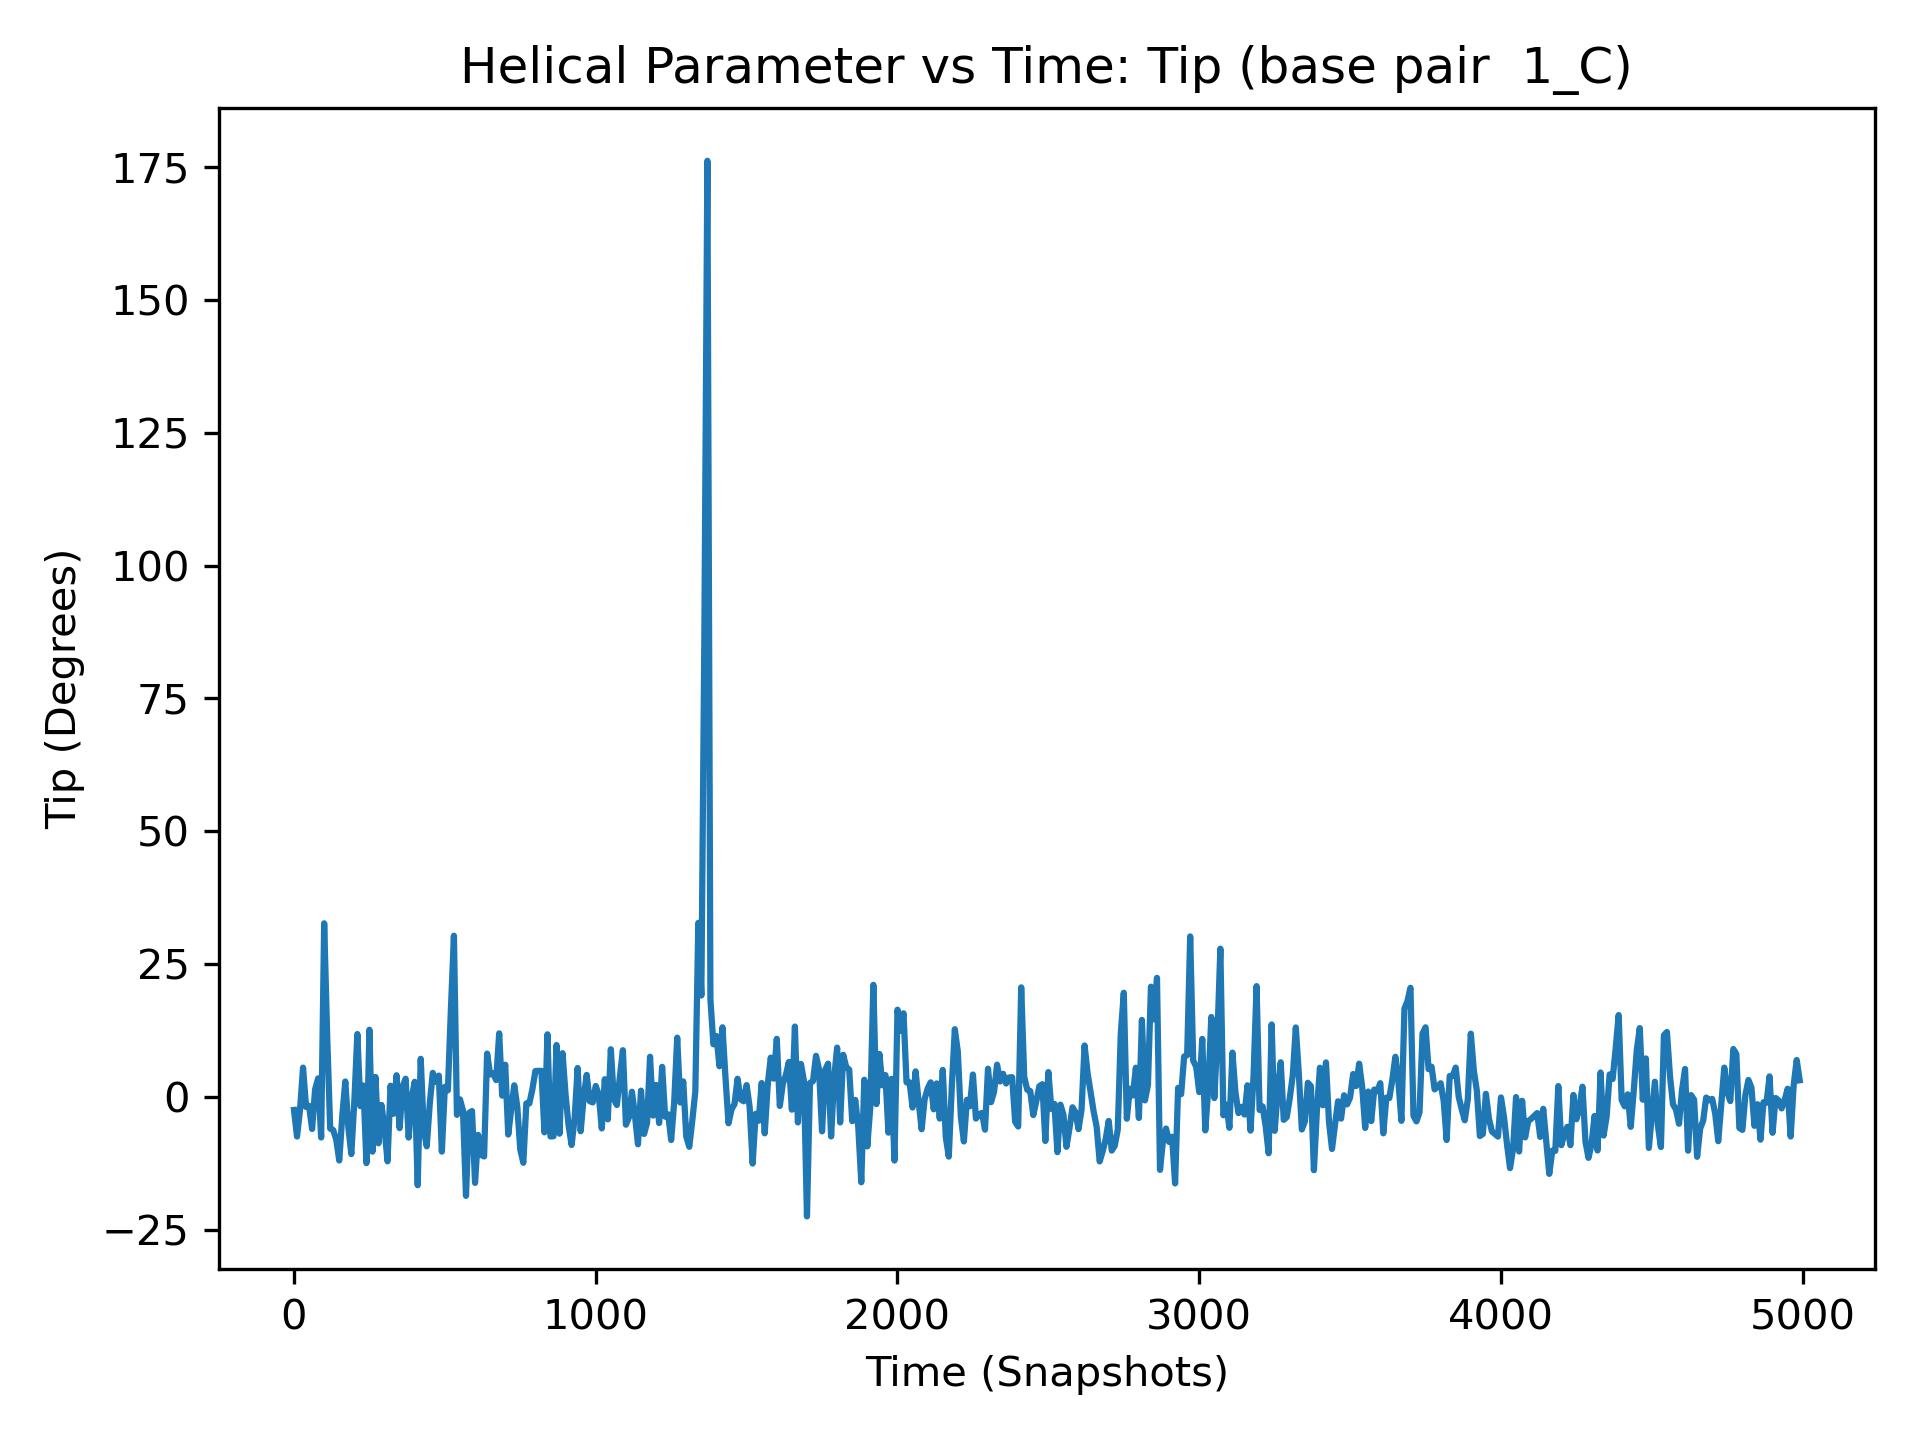 Helical Parameter vs Time: Tip (base pair  1_C)
175
150
125
100
75
50
25
0
−25
Tip (Degrees)
0 1000 2000 3000 4000 5000
Time (Snapshots)